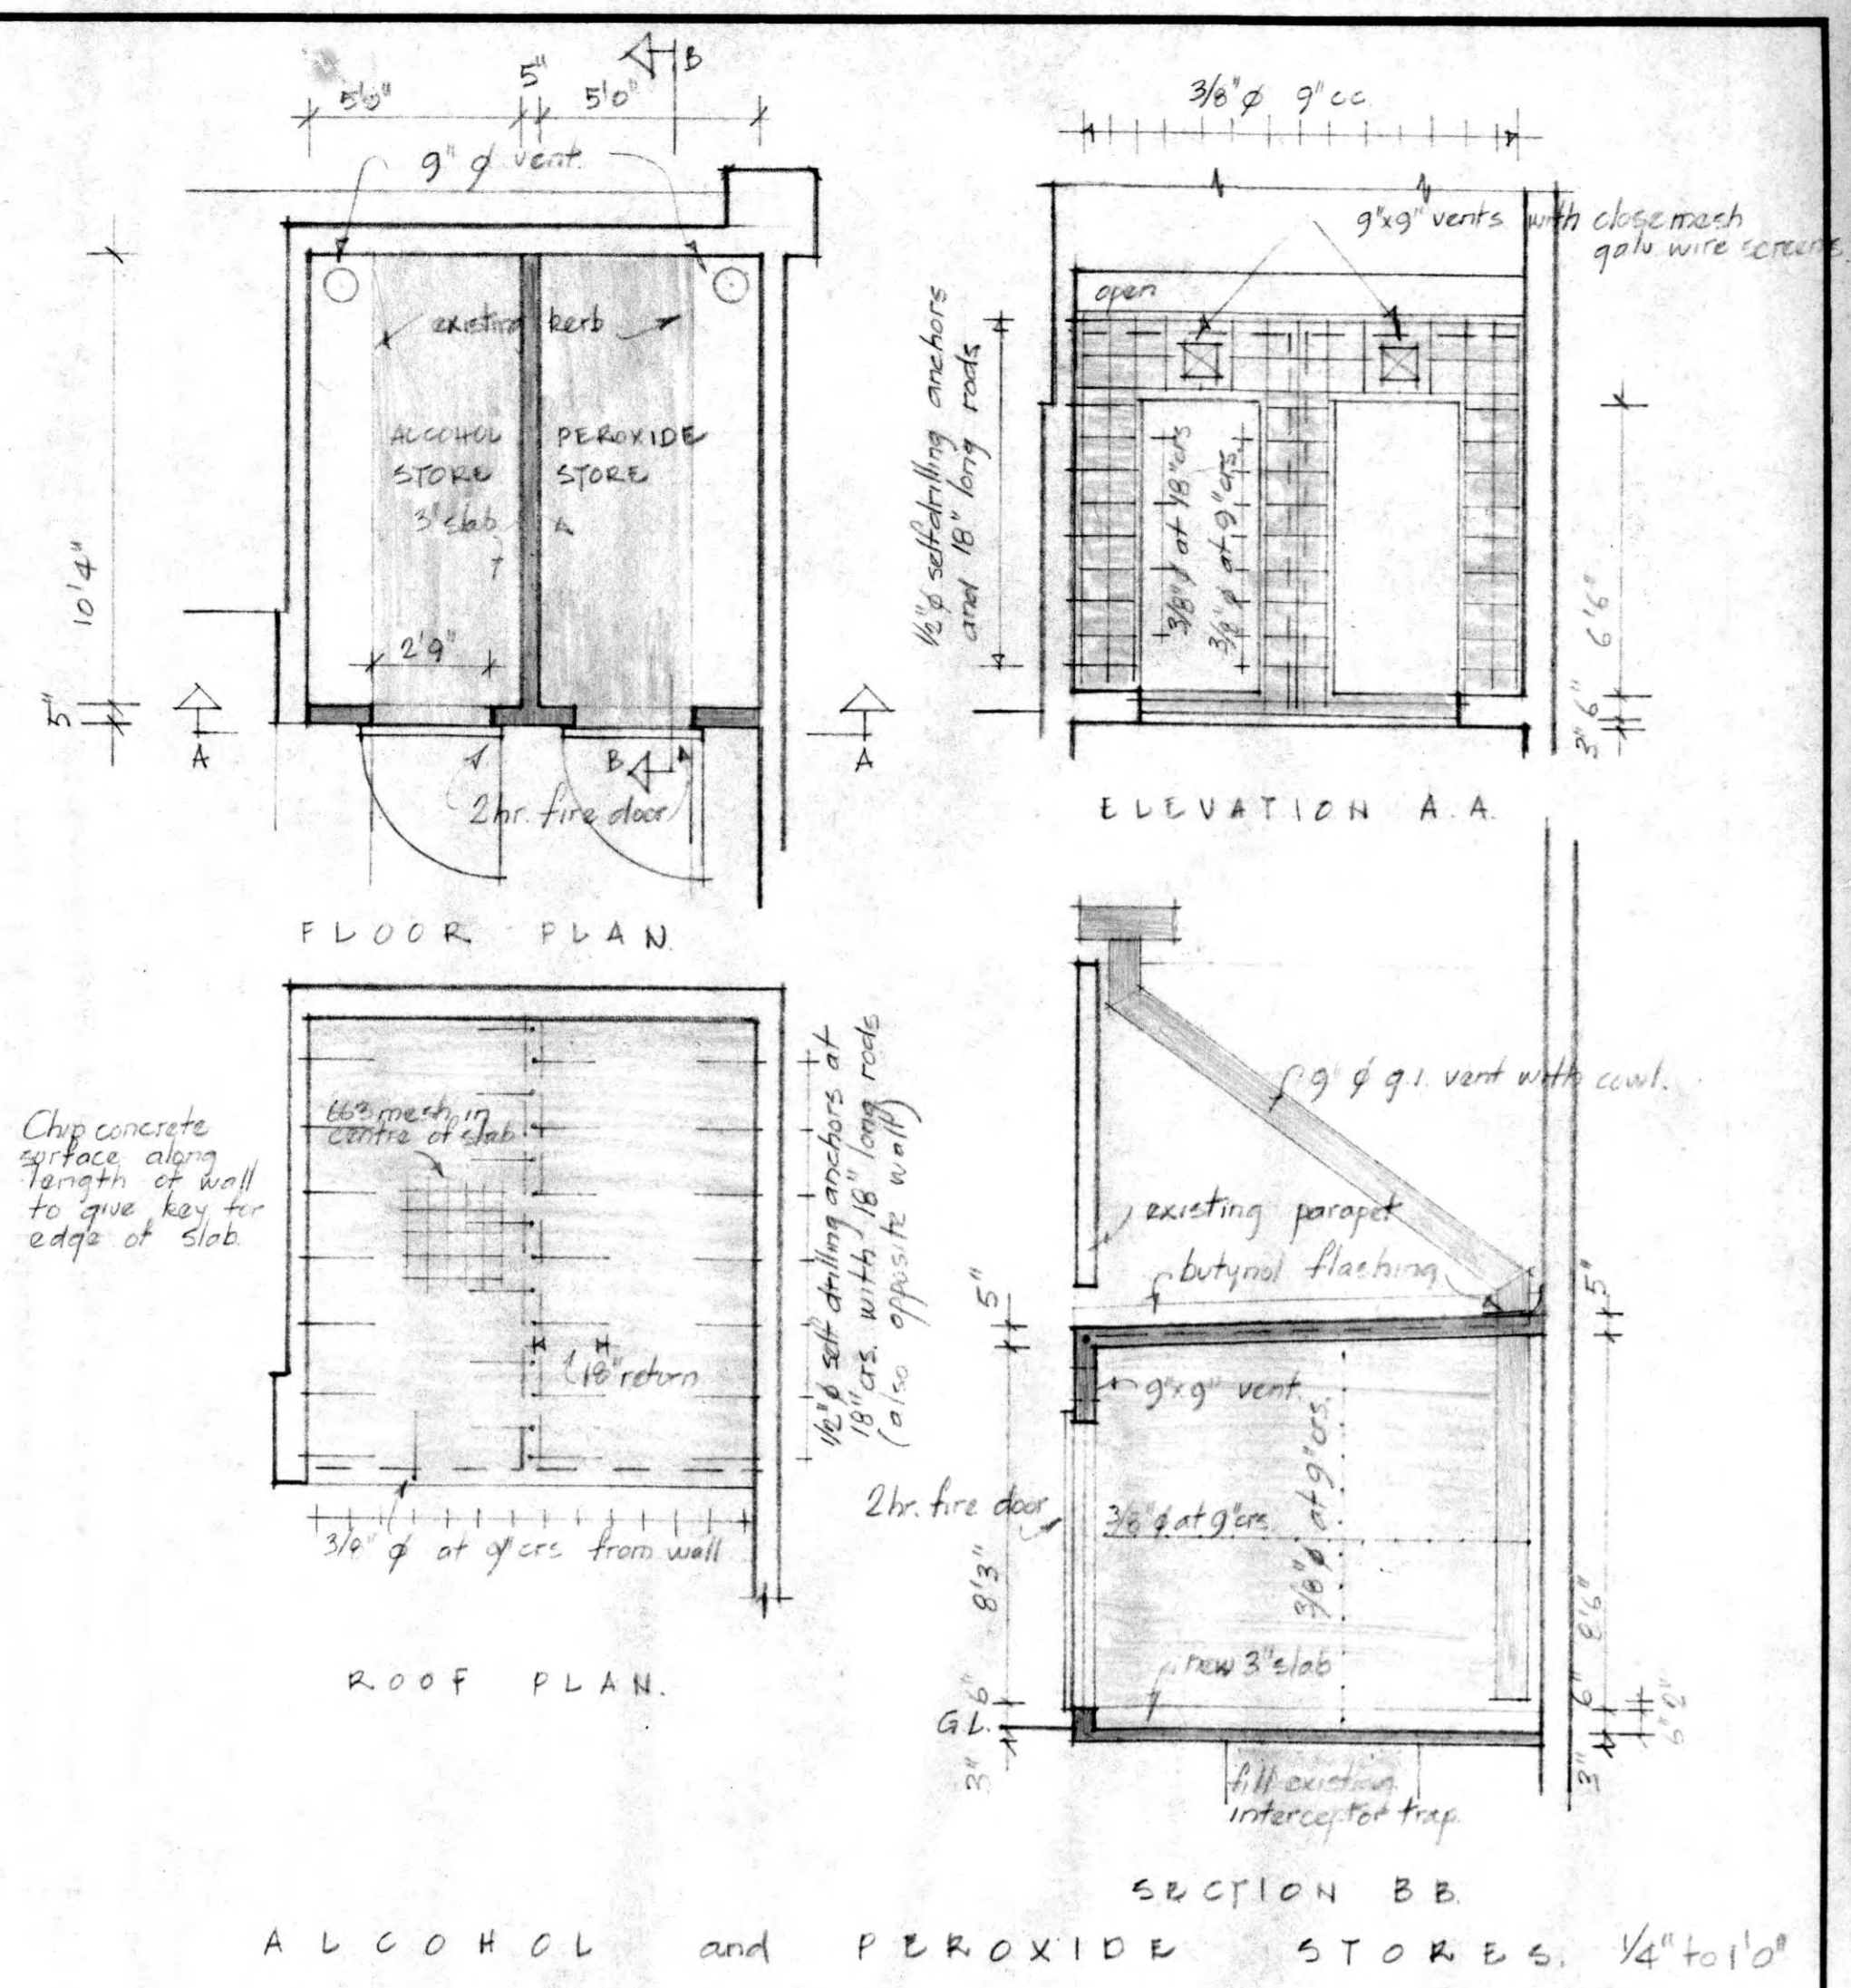 B
5'0"
5"
5'0"
9" ϕ vent.
existing kerb
ALCOHOL STORE
3" slab
PEROXIDE STORE
10'4"
2'9"
5"
A
A
B
2hr. fire door
FLOOR PLAN.
3/8" ϕ 9" cc
9"x9" vents with close mesh
galv wire screens.
open
1/2" ϕ self drilling anchors
and 18" long rods
3/8" ϕ at 18" crs
3/8" ϕ at 9" crs.
6'6"
6"
3"
ELEVATION A.A.
Chip concrete
surface along
length of wall
to give key for
edge of slab.
663 mesh in
centre of slab.
18" return
1/2" ϕ self drilling anchors at
18" crs. with 18" long rods
(also opposite wall)
3/8" ϕ at 9" crs from wall
ROOF PLAN.
9" ϕ g.i. vent with cowl.
existing parapet
butynol flashing
5"
5"
9"x9" vent.
2hr. fire door
3/8" ϕ at 9" crs
3/8" ϕ at 9" crs.
8'3"
8'6"
new 3" slab
6"
G.L.
3"
6"
3"
6" 2"
fill existing
interceptor trap.
SECTION BB.
ALCOHOL and PEROXIDE STORES. 1/4" to 1'0"